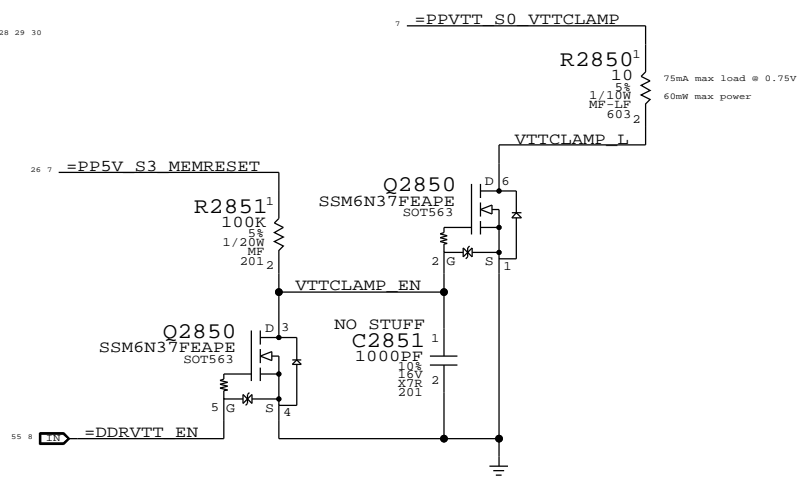 28 29 30
7 =PPVTT_S0_VTTCLAMP
R2850 1
10
5%
1/10W
MF-LF
603 2
75mA max load @ 0.75V
60mW max power
VTTCLAMP_L
26 7 =PP5V_S3_MEMRESET
Q2850
SSM6N37FEAPE
SOT563
D 6
2 G S 1
R2851 1
100K
5%
1/20W
MF
201 2
VTTCLAMP_EN
Q2850
SSM6N37FEAPE
SOT563
D 3
5 G S 4
NO STUFF
C2851 1
1000PF
10%
16V
X7R
201
2
55 8 IN =DDRVTT_EN